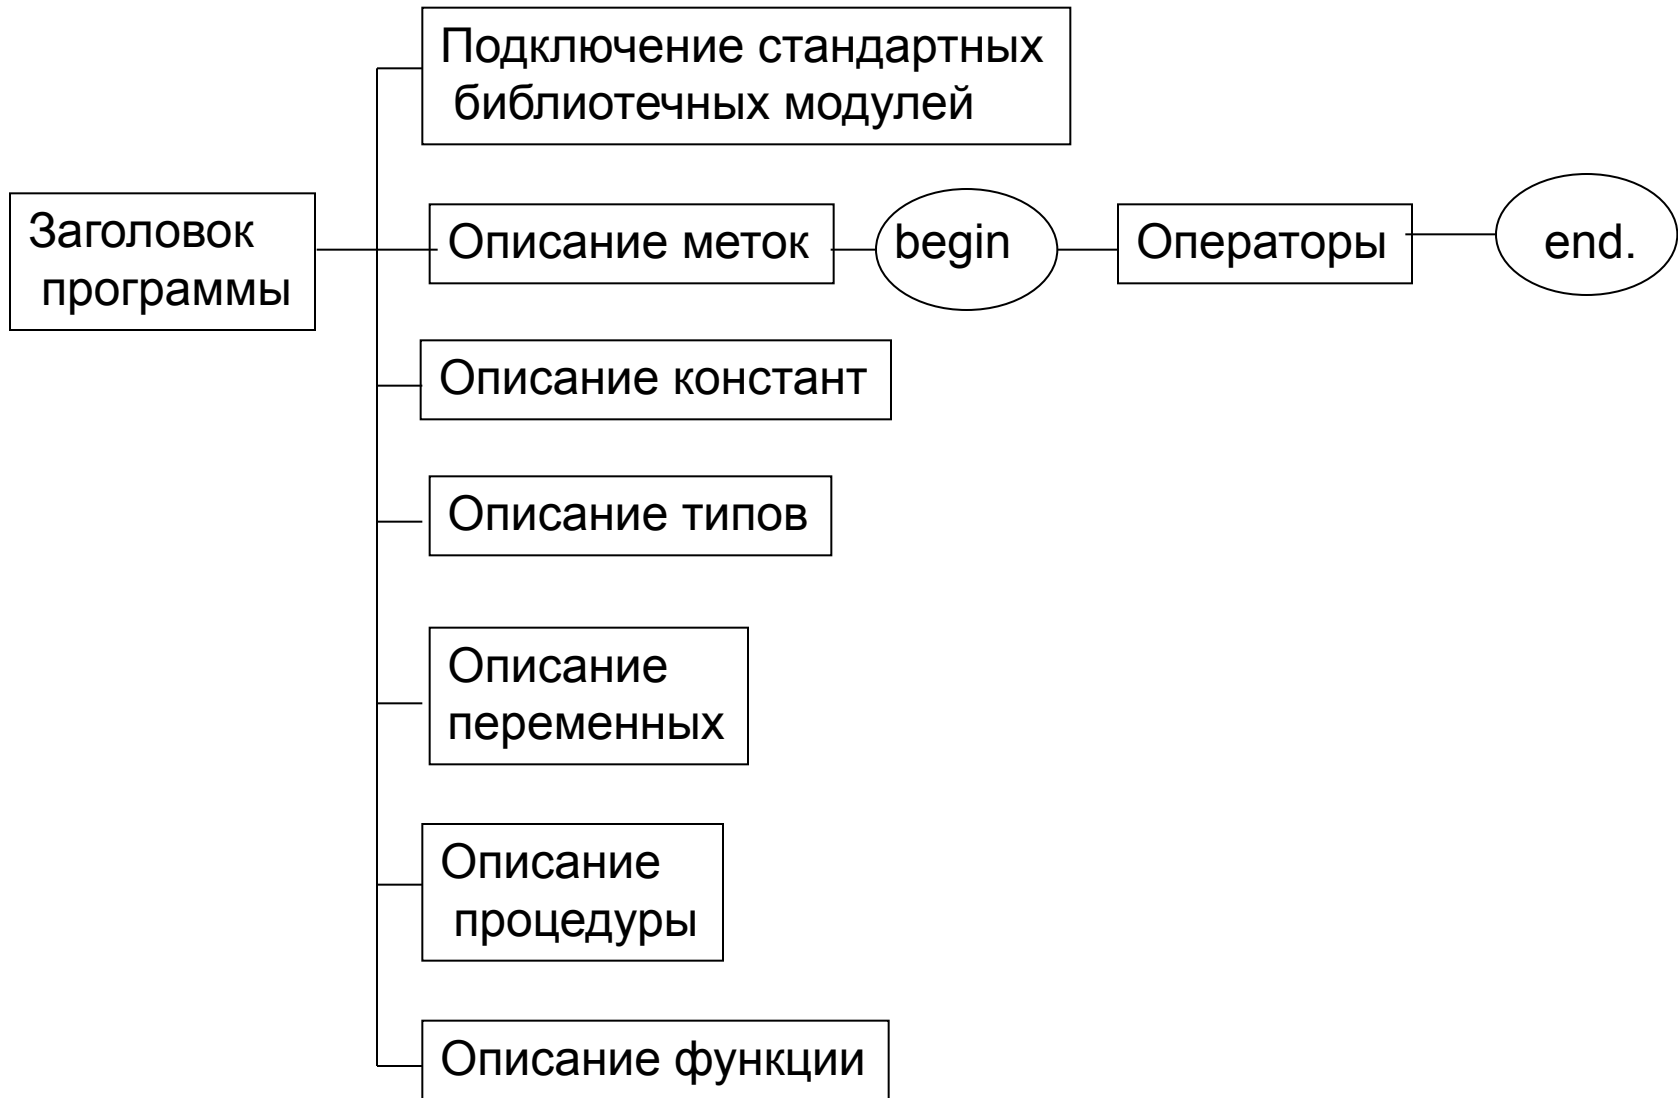 Подключение стандартных
библиотечных модулей
Заголовок
программы
Описание меток
begin
Операторы
end.
Описание констант
Описание типов
Описание
переменных
Описание
процедуры
Описание функции